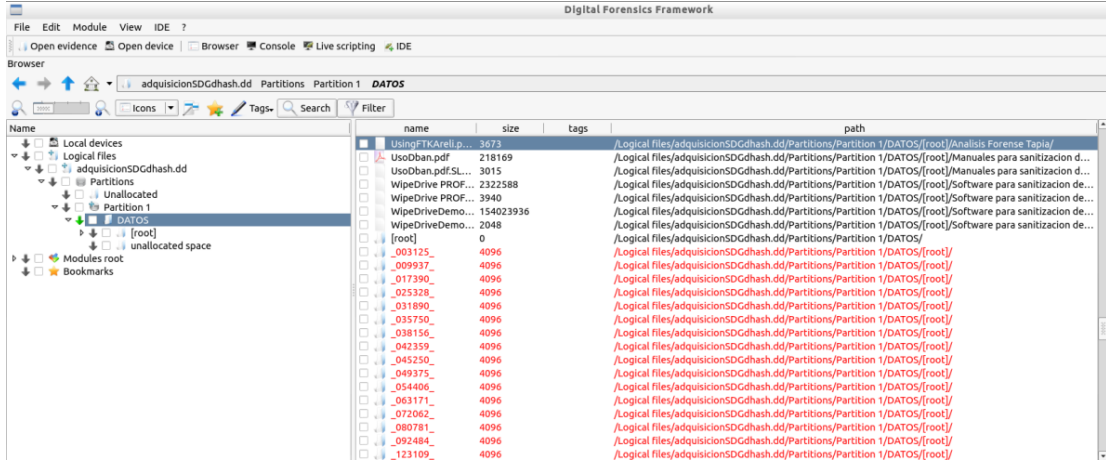 Digital Forensics Framework
File Edit Module View IDE ?
Open evidence Open device Browser Console Live scripting IDE
Browser
adquisicionSDGdhash.dd Partitions Partition 1 DATOS
Icons Tags Search Filter
Name
Local devices
Logical files
adquisicionSDGdhash.dd
Partitions
Unallocated
Partition 1
DATOS
[root]
unallocated space
Modules root
Bookmarks
name size tags path
UsingFTKAreli.p... 3673 /Logical files/adquisicionSDGdhash.dd/Partitions/Partition 1/DATOS/[root]/Analisis Forense Tapia/
UsoDban.pdf 218169 /Logical files/adquisicionSDGdhash.dd/Partitions/Partition 1/DATOS/[root]/Manuales para sanitizacion d...
UsoDban.pdf.SL... 3015 /Logical files/adquisicionSDGdhash.dd/Partitions/Partition 1/DATOS/[root]/Manuales para sanitizacion d...
WipeDrive PROF... 2322588 /Logical files/adquisicionSDGdhash.dd/Partitions/Partition 1/DATOS/[root]/Software para sanitizacion de...
WipeDrive PROF... 3940 /Logical files/adquisicionSDGdhash.dd/Partitions/Partition 1/DATOS/[root]/Software para sanitizacion de...
WipeDriveDemo... 154023936 /Logical files/adquisicionSDGdhash.dd/Partitions/Partition 1/DATOS/[root]/Software para sanitizacion de...
WipeDriveDemo... 2048 /Logical files/adquisicionSDGdhash.dd/Partitions/Partition 1/DATOS/[root]/Software para sanitizacion de...
[root] 0 /Logical files/adquisicionSDGdhash.dd/Partitions/Partition 1/DATOS/
_003125_ 4096 /Logical files/adquisicionSDGdhash.dd/Partitions/Partition 1/DATOS/[root]/
_009937_ 4096 /Logical files/adquisicionSDGdhash.dd/Partitions/Partition 1/DATOS/[root]/
_017390_ 4096 /Logical files/adquisicionSDGdhash.dd/Partitions/Partition 1/DATOS/[root]/
_025328_ 4096 /Logical files/adquisicionSDGdhash.dd/Partitions/Partition 1/DATOS/[root]/
_031890_ 4096 /Logical files/adquisicionSDGdhash.dd/Partitions/Partition 1/DATOS/[root]/
_035750_ 4096 /Logical files/adquisicionSDGdhash.dd/Partitions/Partition 1/DATOS/[root]/
_038156_ 4096 /Logical files/adquisicionSDGdhash.dd/Partitions/Partition 1/DATOS/[root]/
_042359_ 4096 /Logical files/adquisicionSDGdhash.dd/Partitions/Partition 1/DATOS/[root]/
_045250_ 4096 /Logical files/adquisicionSDGdhash.dd/Partitions/Partition 1/DATOS/[root]/
_049375_ 4096 /Logical files/adquisicionSDGdhash.dd/Partitions/Partition 1/DATOS/[root]/
_054406_ 4096 /Logical files/adquisicionSDGdhash.dd/Partitions/Partition 1/DATOS/[root]/
_063171_ 4096 /Logical files/adquisicionSDGdhash.dd/Partitions/Partition 1/DATOS/[root]/
_072062_ 4096 /Logical files/adquisicionSDGdhash.dd/Partitions/Partition 1/DATOS/[root]/
_080781_ 4096 /Logical files/adquisicionSDGdhash.dd/Partitions/Partition 1/DATOS/[root]/
_092484_ 4096 /Logical files/adquisicionSDGdhash.dd/Partitions/Partition 1/DATOS/[root]/
_123109_ 4096 /Logical files/adquisicionSDGdhash.dd/Partitions/Partition 1/DATOS/[root]/